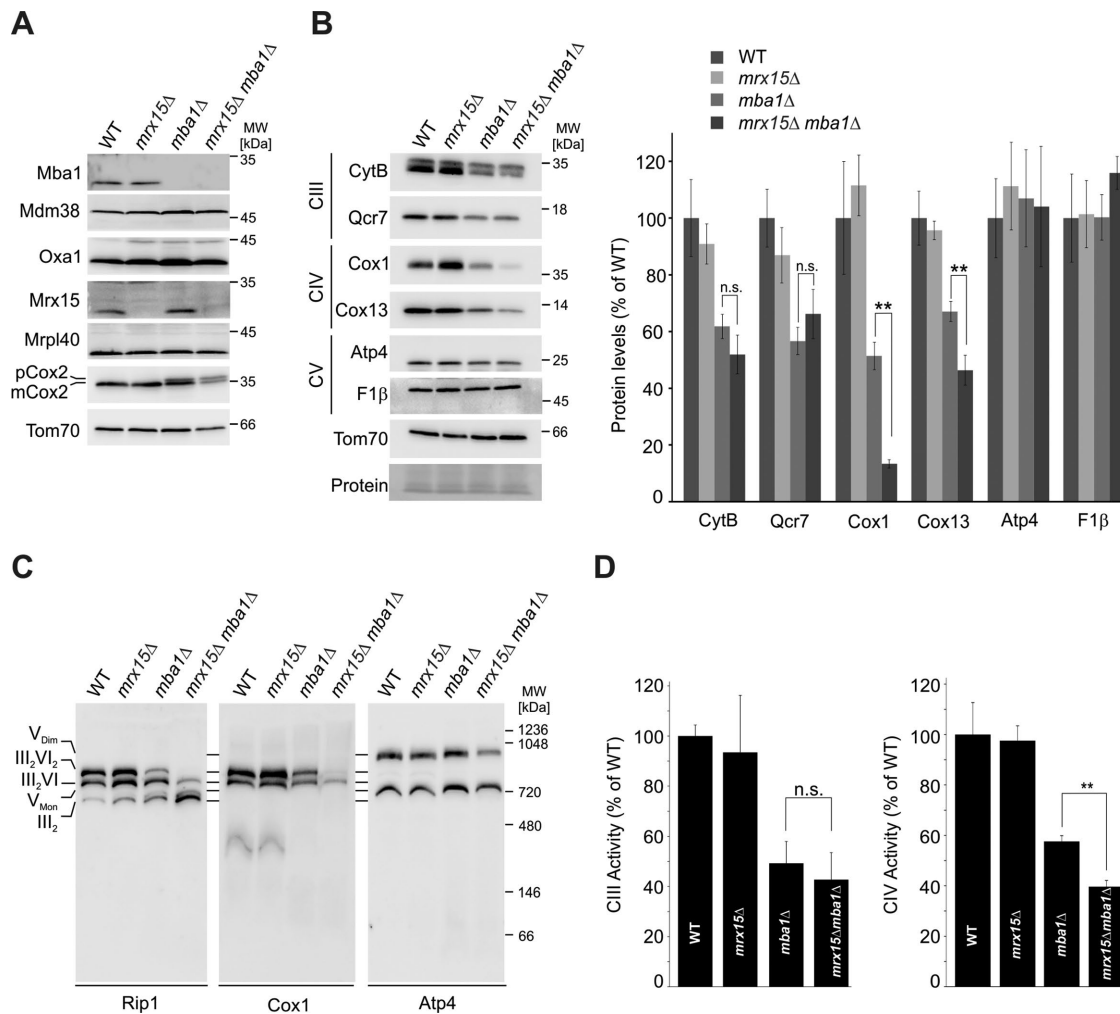 A
WT
mrx15Δ
mba1Δ
mrx15Δ mba1Δ
MW
[kDa]
Mba1
35
Mdm38
45
Oxa1
45
35
Mrx15
Mrpl40
45
pCox2
mCox2
35
Tom70
66
B
WT
mrx15Δ
mba1Δ
mrx15Δ mba1Δ
MW
[kDa]
CIII
CytB
35
Qcr7
18
CIV
Cox1
35
Cox13
14
CV
Atp4
25
F1β
45
Tom70
66
Protein
WT
mrx15Δ
mba1Δ
mrx15Δ mba1Δ
Protein levels (% of WT)
120
100
80
60
40
20
0
n.s.
n.s.
**
**
CytB
Qcr7
Cox1
Cox13
Atp4
F1β
C
WT
mrx15Δ
mba1Δ
mrx15Δ mba1Δ
WT
mrx15Δ
mba1Δ
mrx15Δ mba1Δ
WT
mrx15Δ
mba1Δ
mrx15Δ mba1Δ
MW
[kDa]
VDim
III2VI2
III2VI
VMon
III2
1236
1048
720
480
146
66
Rip1
Cox1
Atp4
D
CIII Activity (% of WT)
120
100
80
60
40
20
0
n.s.
WT
mrx15Δ
mba1Δ
mrx15Δmba1Δ
CIV Activity (% of WT)
120
100
80
60
40
20
0
**
WT
mrx15Δ
mba1Δ
mrx15Δmba1Δ